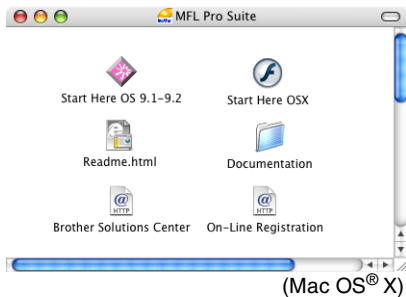 MFL Pro Suite
Start Here OS 9.1-9.2
Start Here OSX
Readme.html
Documentation
@
HTTP
@
HTTP
Brother Solutions Center
On-Line Registration
(Mac OS® X)